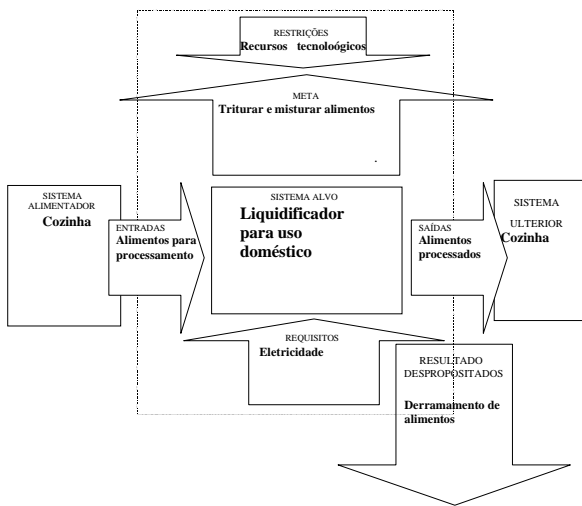 RESTRIÇÕES
Recursos tecnoloógicos
META
Triturar e misturar alimentos
.
SISTEMA
ALIMENTADOR
Cozinha
ENTRADAS
Alimentos para
processamento
SISTEMA ALVO
Liquidificador
para uso
doméstico
SAÍDAS
Alimentos
processados
SISTEMA
ULTERIOR
Cozinha
REQUISITOS
Eletricidade
RESULTADO
DESPROPOSITADOS
Derramamento de
alimentos